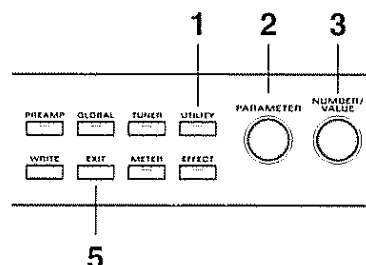 1 2 3
PREAMP GLOBAL TUNER UTILITY PARAMETER NUMBER/
VALUE
WRITE EXIT METER EFFECT
5